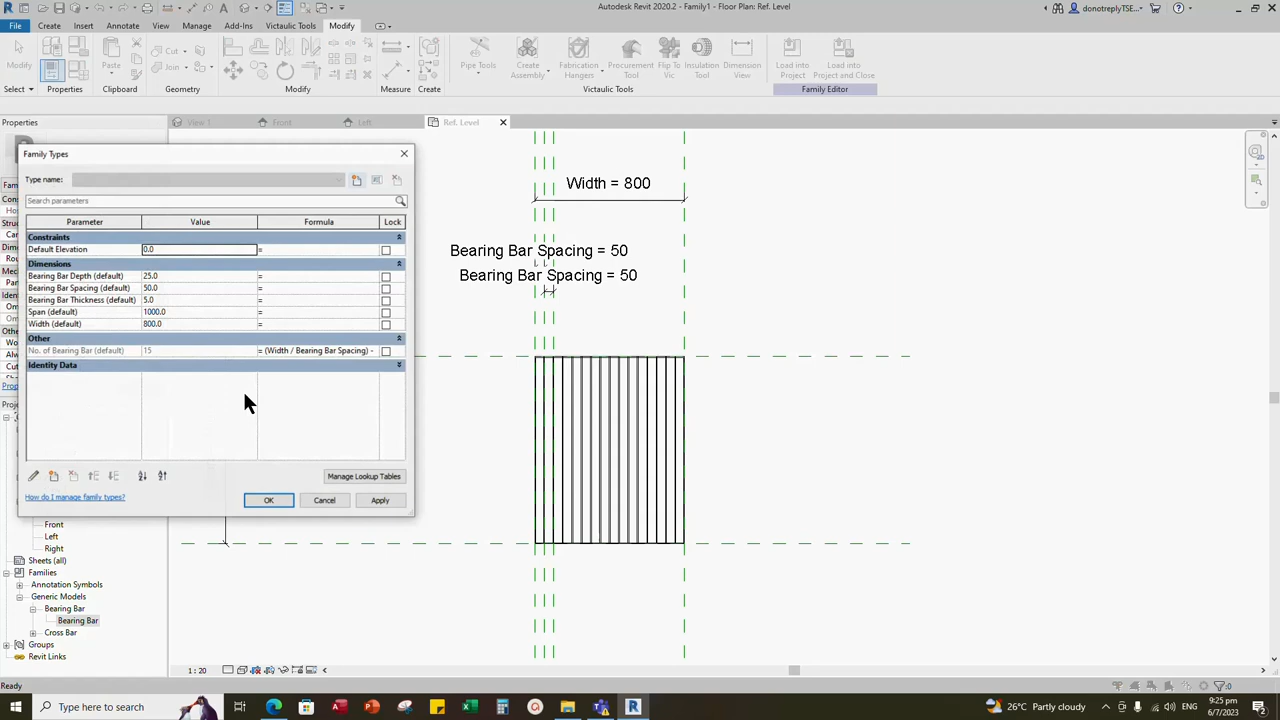 Autodesk Revit 2020.2 - Family1 - Floor Plan: Ref. Level
donotreplyTSE...
File Create Insert Annotate View Manage Add-Ins Victaulic Tools Modify
Modify
Paste
Cut
Join
Pipe Tools
Create Assembly
Fabrication Hangers
Procurement Tool
Flip To Vic
Insulation Tool
Dimension View
Load into Project
Load into Project and Close
Select Properties Clipboard Geometry Modify Measure Create Victaulic Tools Family Editor
Properties
View 1 Front Left Ref. Level
Family Types
Type name:
Search parameters
Parameter Value Formula Lock
Constraints
Default Elevation 0.0 =
Dimensions
Bearing Bar Depth (default) 25.0 =
Bearing Bar Spacing (default) 50.0 =
Bearing Bar Thickness (default) 5.0 =
Span (default) 1000.0 =
Width (default) 800.0 =
Other
No. of Bearing Bar (default) 15 = (Width / Bearing Bar Spacing) -
Identity Data
Manage Lookup Tables
How do I manage family types?
OK Cancel Apply
Width = 800
Bearing Bar Spacing = 50
Bearing Bar Spacing = 50
Front
Left
Right
Sheets (all)
Families
Annotation Symbols
Generic Models
Bearing Bar
Bearing Bar
Cross Bar
Groups
Revit Links
1 : 20
Ready
:0
Type here to search
26°C Partly cloudy
9:25 pm
6/7/2023